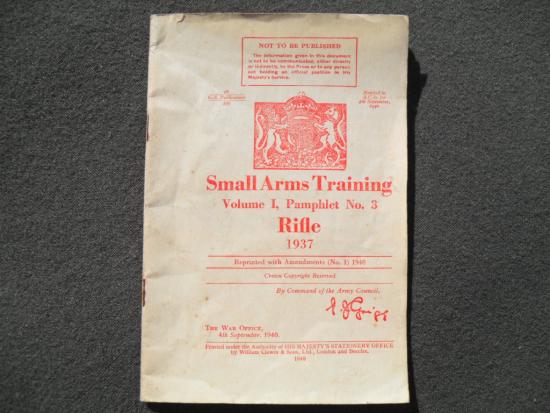 NOT TO BE PUBLISHED
The information given in this document
is not to be communicated, either directly
or indirectly, to the Press or to any person
not holding an official position in His
Majesty's Service.
Small Arms Training
Volume I, Pamphlet No. 3
Rifle
1937
Reprinted with Amendments (No. 1) 1940
Crown Copyright Reserved
By Command of the Army Council,
THE WAR OFFICE,
4th September, 1940.
Printed under the Authority of HIS MAJESTY'S STATIONERY OFFICE
by William Clowes & Sons, Ltd., London and Beccles.
1940